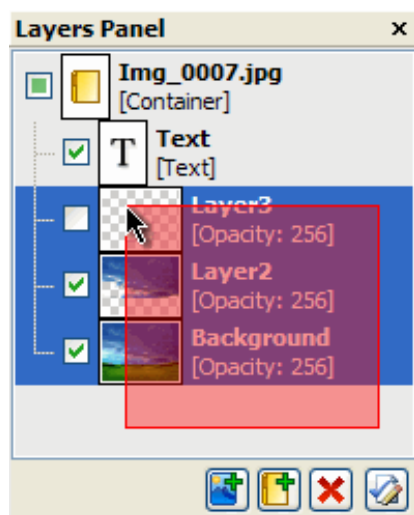 Layers Panel
Img_0007.jpg
[Container]
T
Text
[Text]
Layer3
[Opacity: 256]
Layer2
[Opacity: 256]
Background
[Opacity: 256]